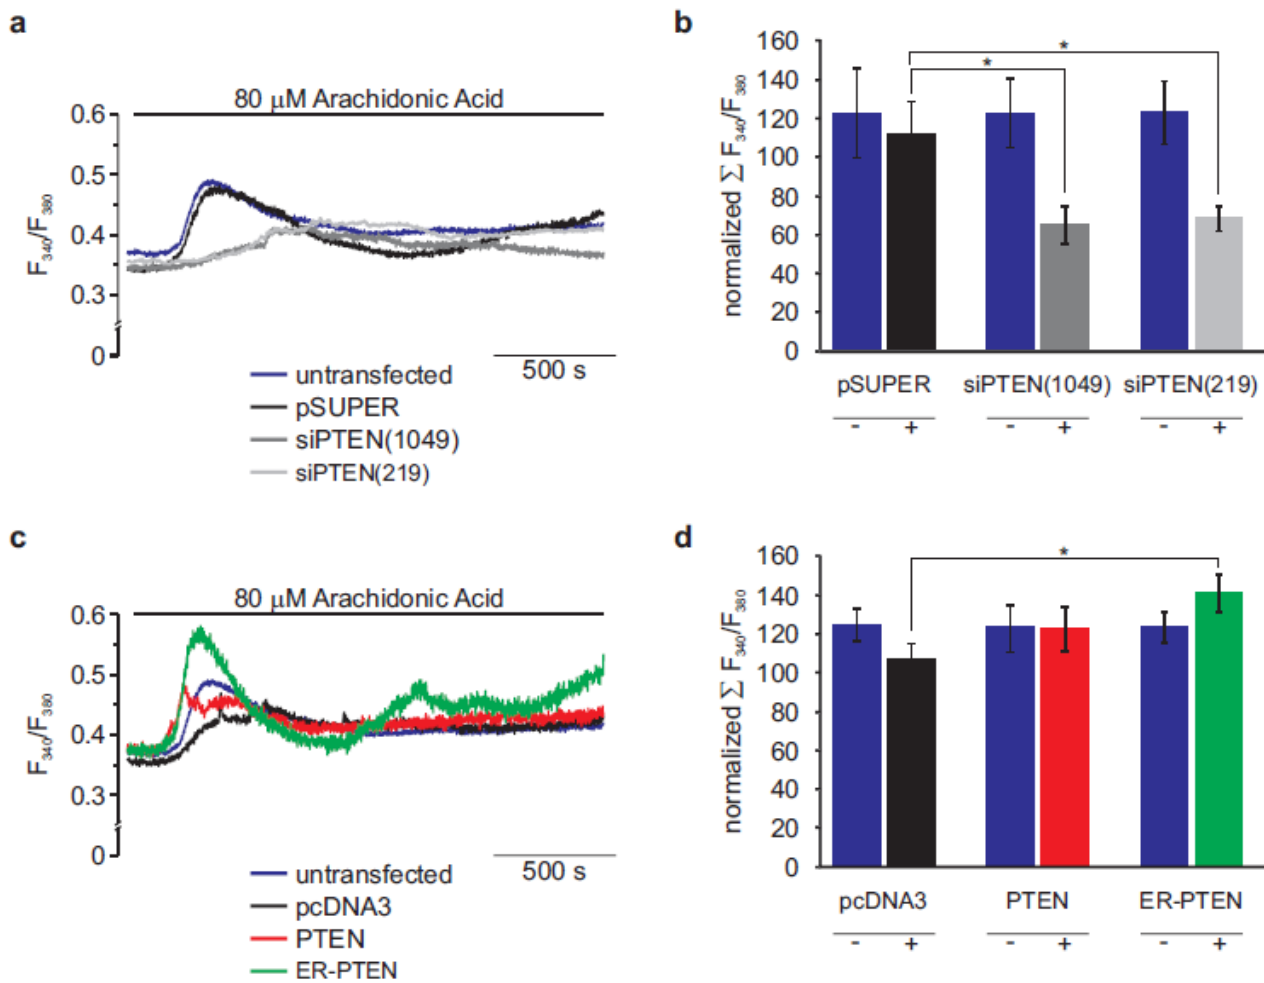 a
80 μM Arachidonic Acid
0.6
0.5
0.4
0.3
0
F340/F380
500 s
untransfected
pSUPER
siPTEN(1049)
siPTEN(219)
b
160
140
120
100
80
60
40
20
0
normalized Σ F340/F380
*
*
pSUPER siPTEN(1049) siPTEN(219)
- + - + - +
c
80 μM Arachidonic Acid
0.6
0.5
0.4
0.3
0
F340/F380
500 s
untransfected
pcDNA3
PTEN
ER-PTEN
d
160
140
120
100
80
60
40
20
0
normalized Σ F340/F380
*
pcDNA3 PTEN ER-PTEN
- + - + - +